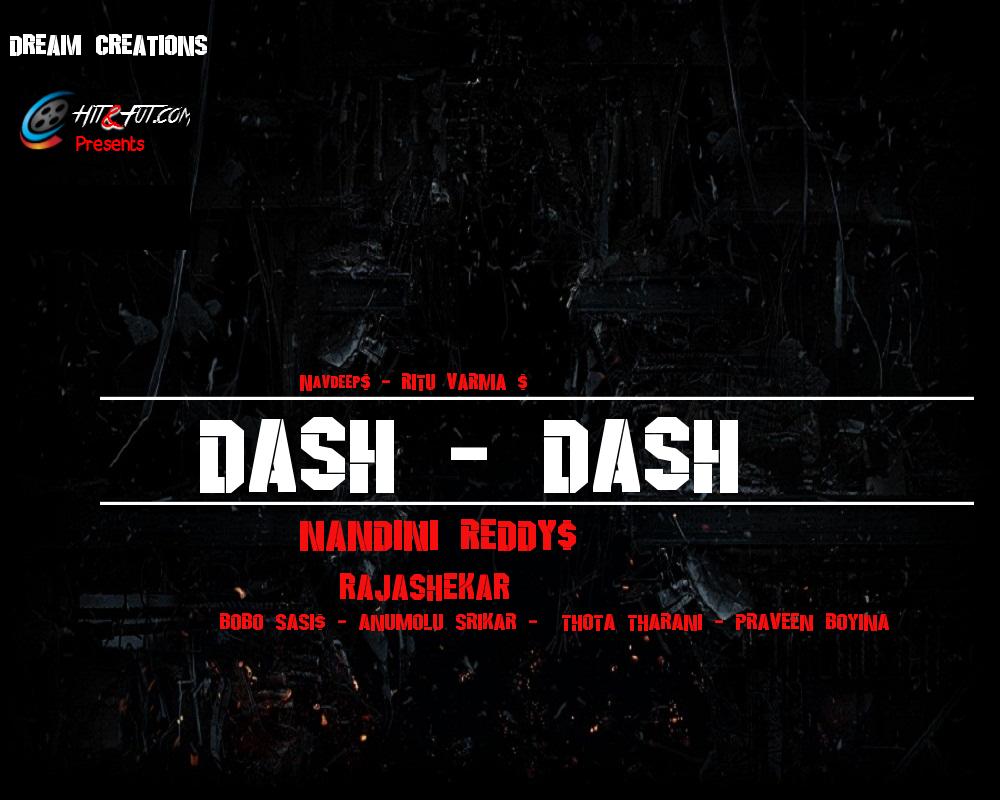 DREAM CREATIONS
HIT&FUT.COM
Presents
NAVDEEP$ - RITU VARMA $
DASH - DASH
NANDINI REDDY$
RAJASHEKAR
BOBO SASI$ - ANUMOLU SRIKAR - THOTA THARANI - PRAVEEN BOYINA